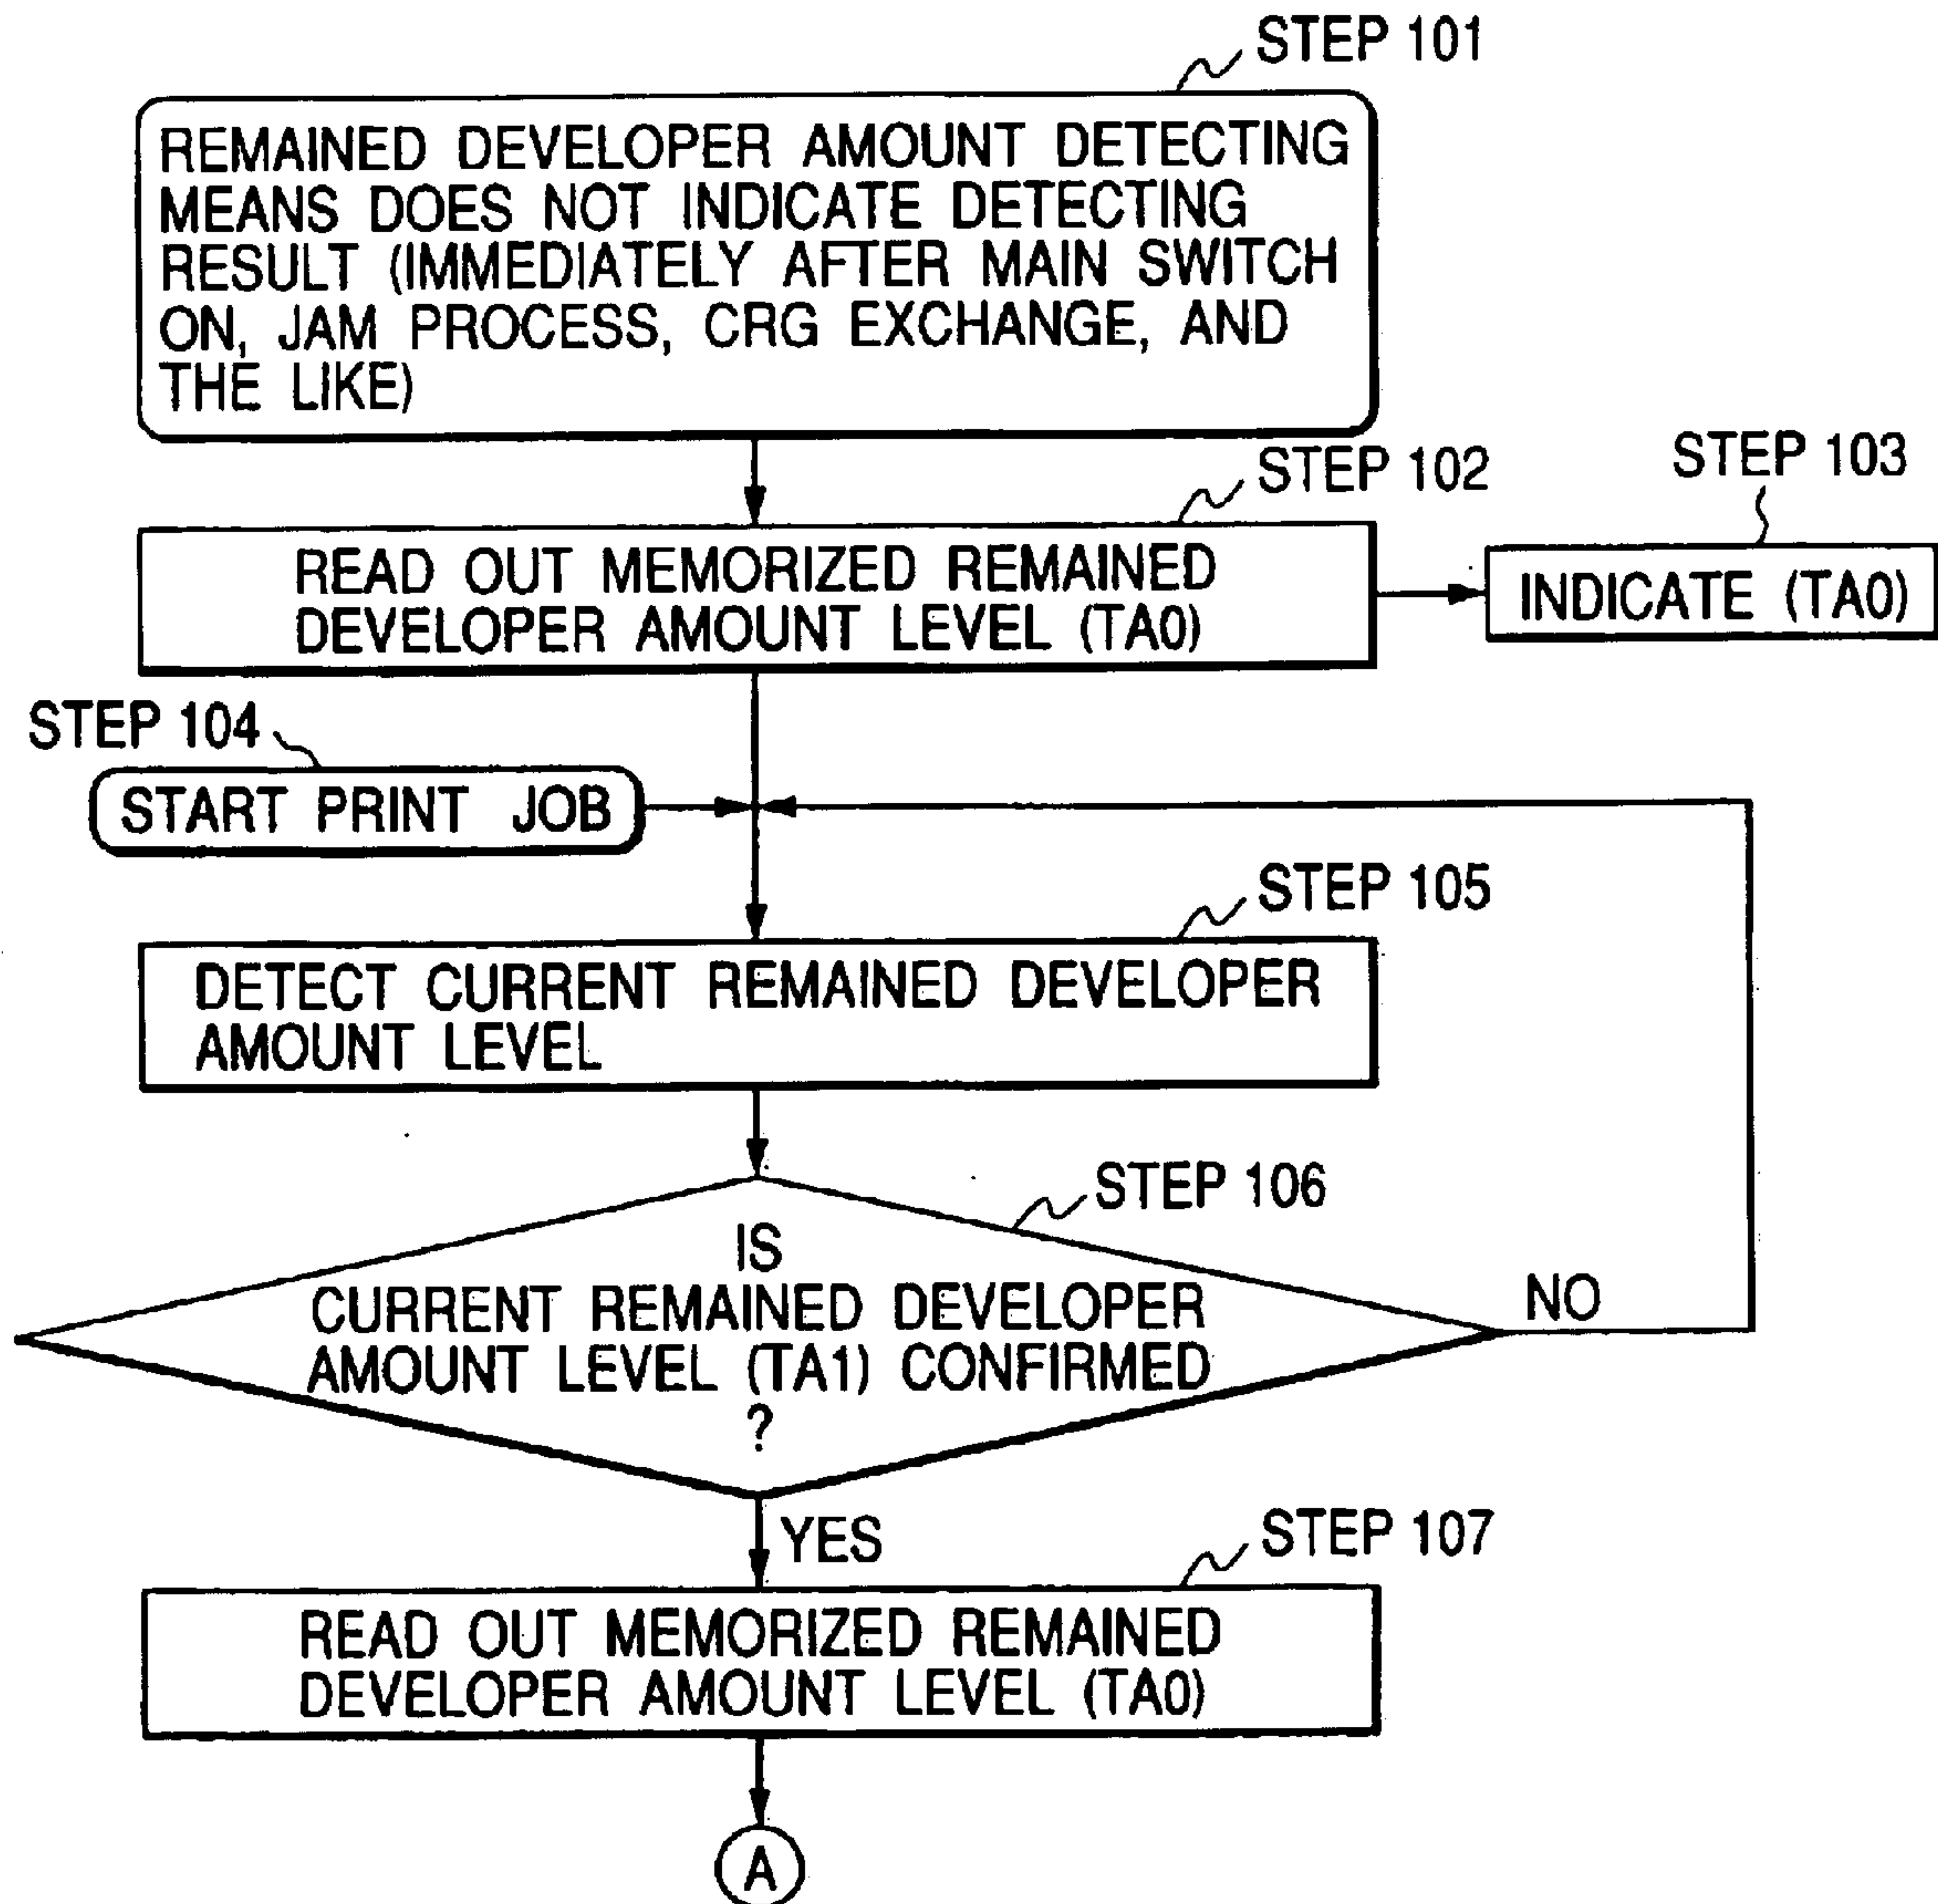 STEP 101
REMAINED DEVELOPER AMOUNT DETECTING
MEANS DOES NOT INDICATE DETECTING
RESULT (IMMEDIATELY AFTER MAIN SWITCH
ON, JAM PROCESS, CRG EXCHANGE, AND
THE LIKE)
STEP 102
STEP 103
READ OUT MEMORIZED REMAINED
DEVELOPER AMOUNT LEVEL (TA0)
INDICATE (TA0)
STEP 104
START PRINT JOB
STEP 105
DETECT CURRENT REMAINED DEVELOPER
AMOUNT LEVEL
STEP 106
IS
CURRENT REMAINED DEVELOPER
AMOUNT LEVEL (TA1) CONFIRMED
?
NO
YES
STEP 107
READ OUT MEMORIZED REMAINED
DEVELOPER AMOUNT LEVEL (TA0)
A